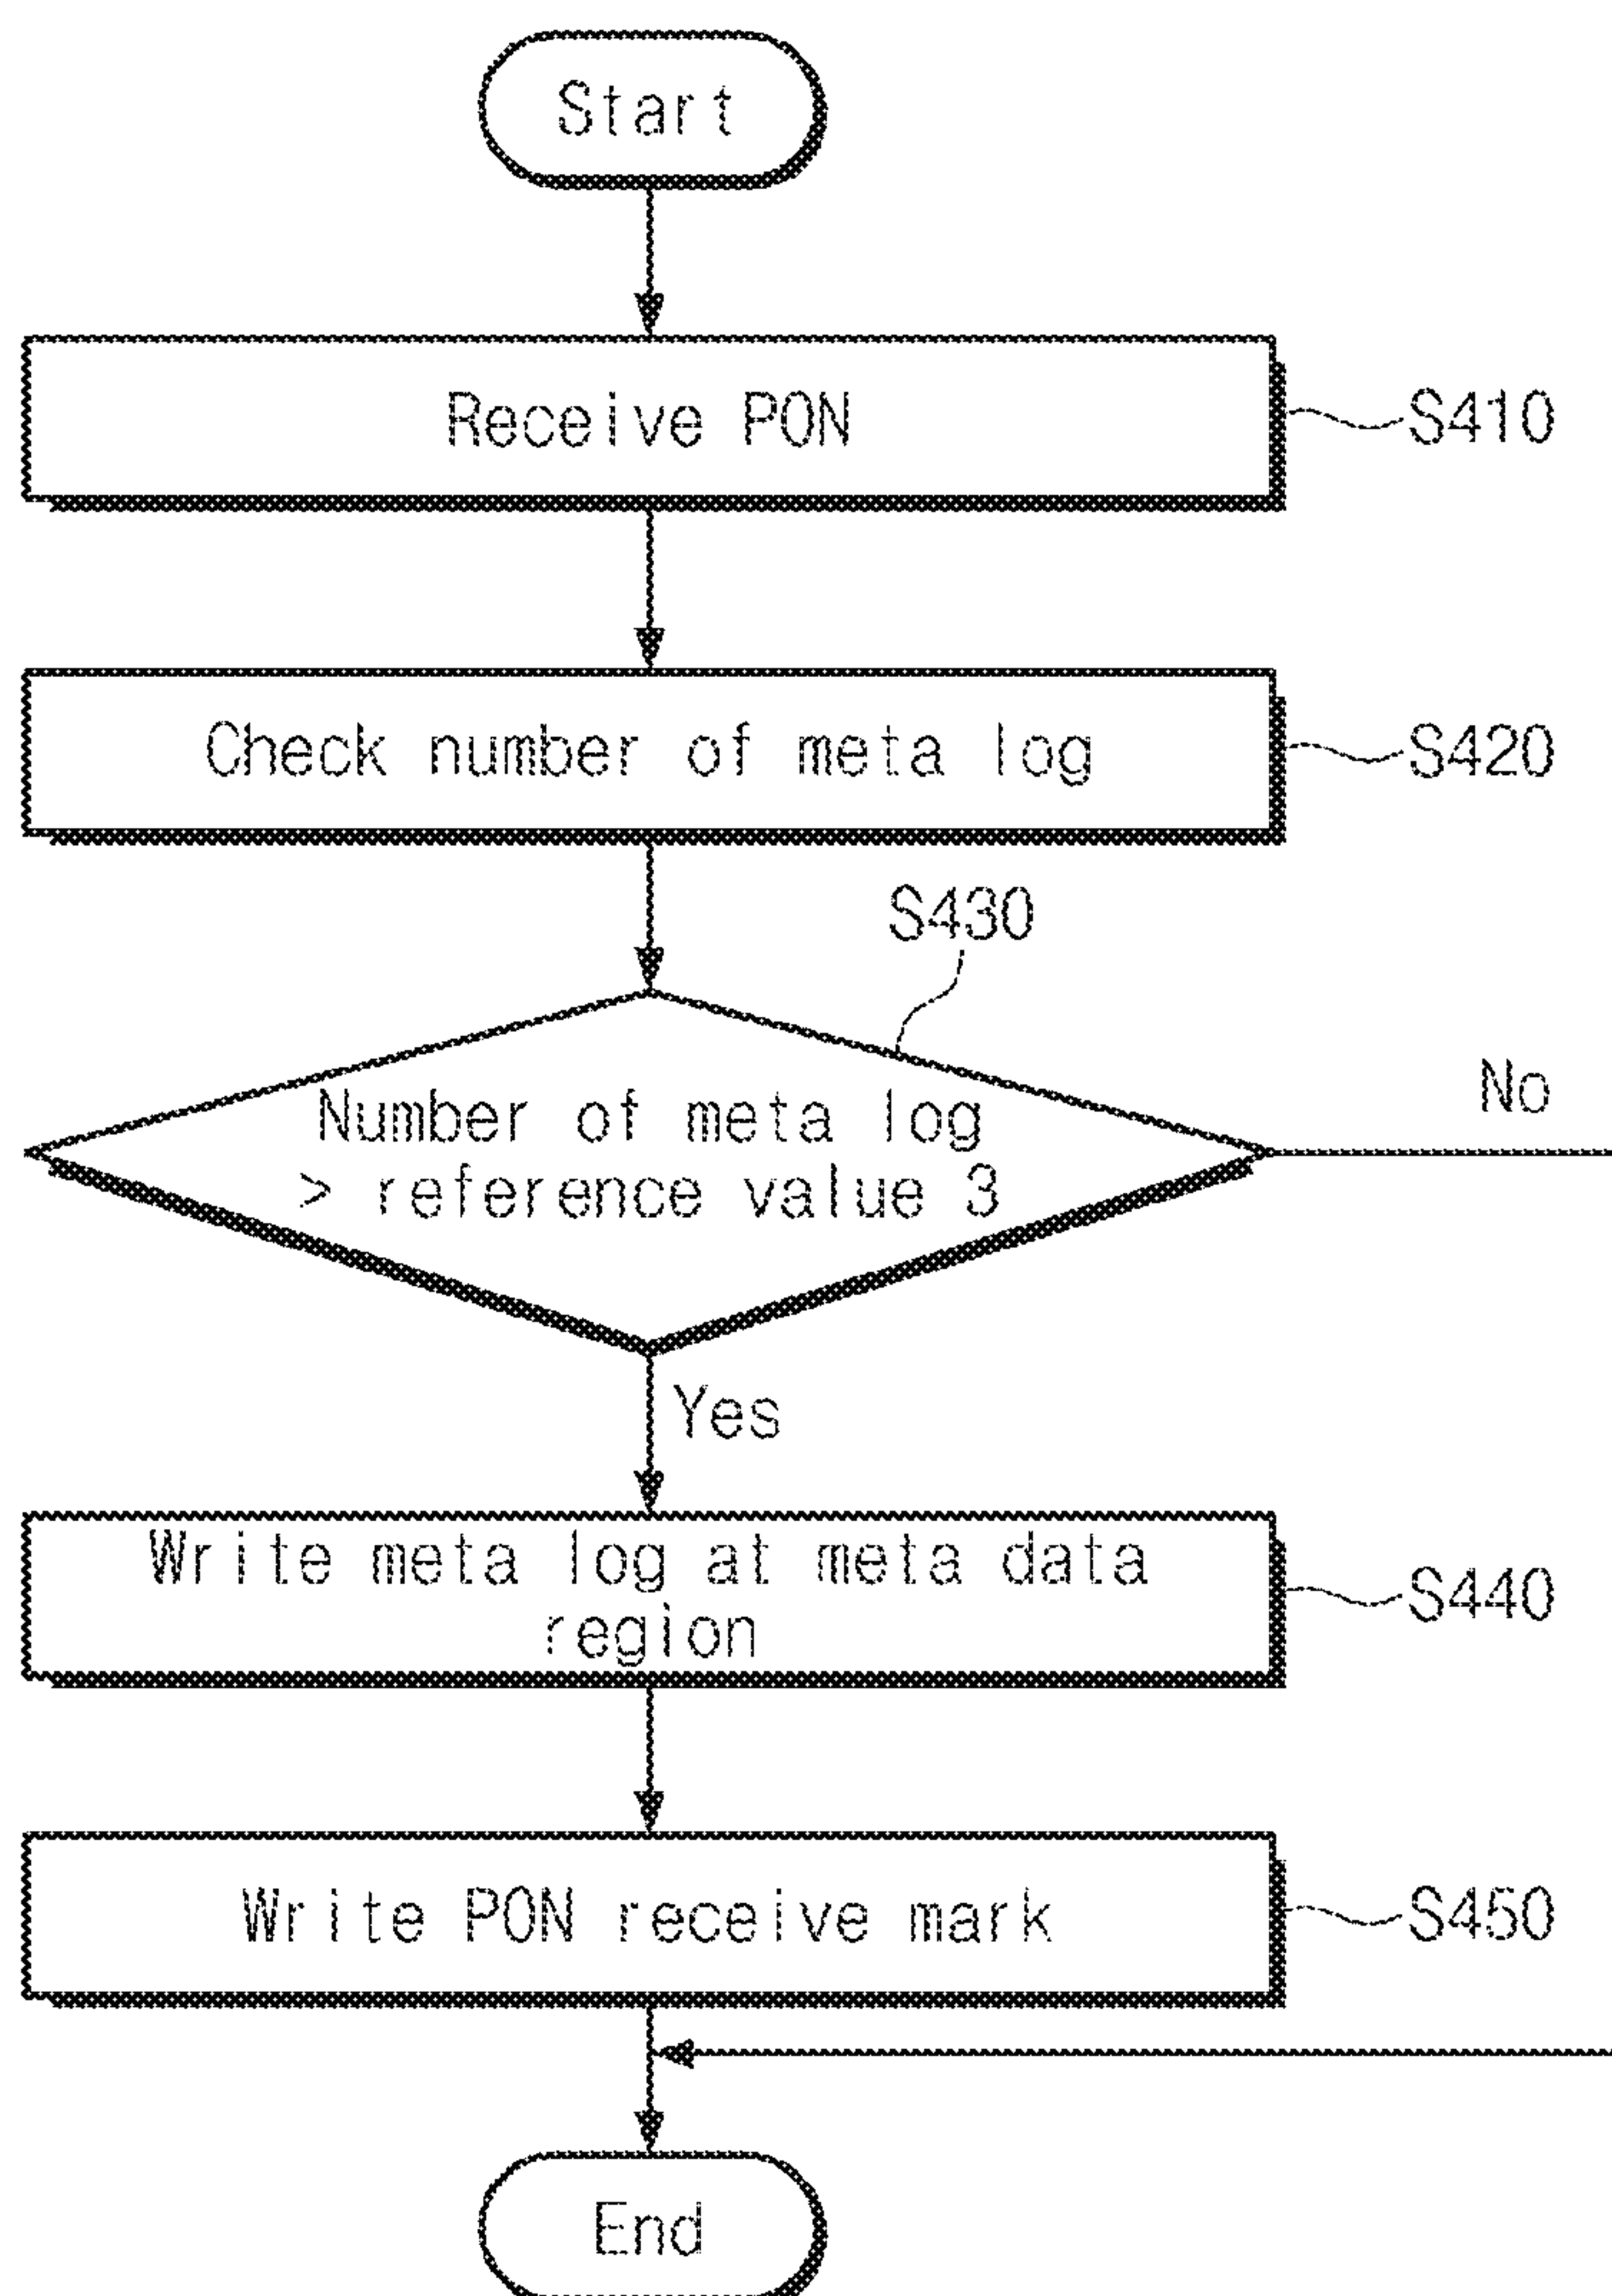 Start
Receive PON
S410
Check number of meta log
S420
S430
Number of meta log
> reference value 3
No
Yes
Write meta log at meta data
region
S440
Write PON receive mark
S450
End